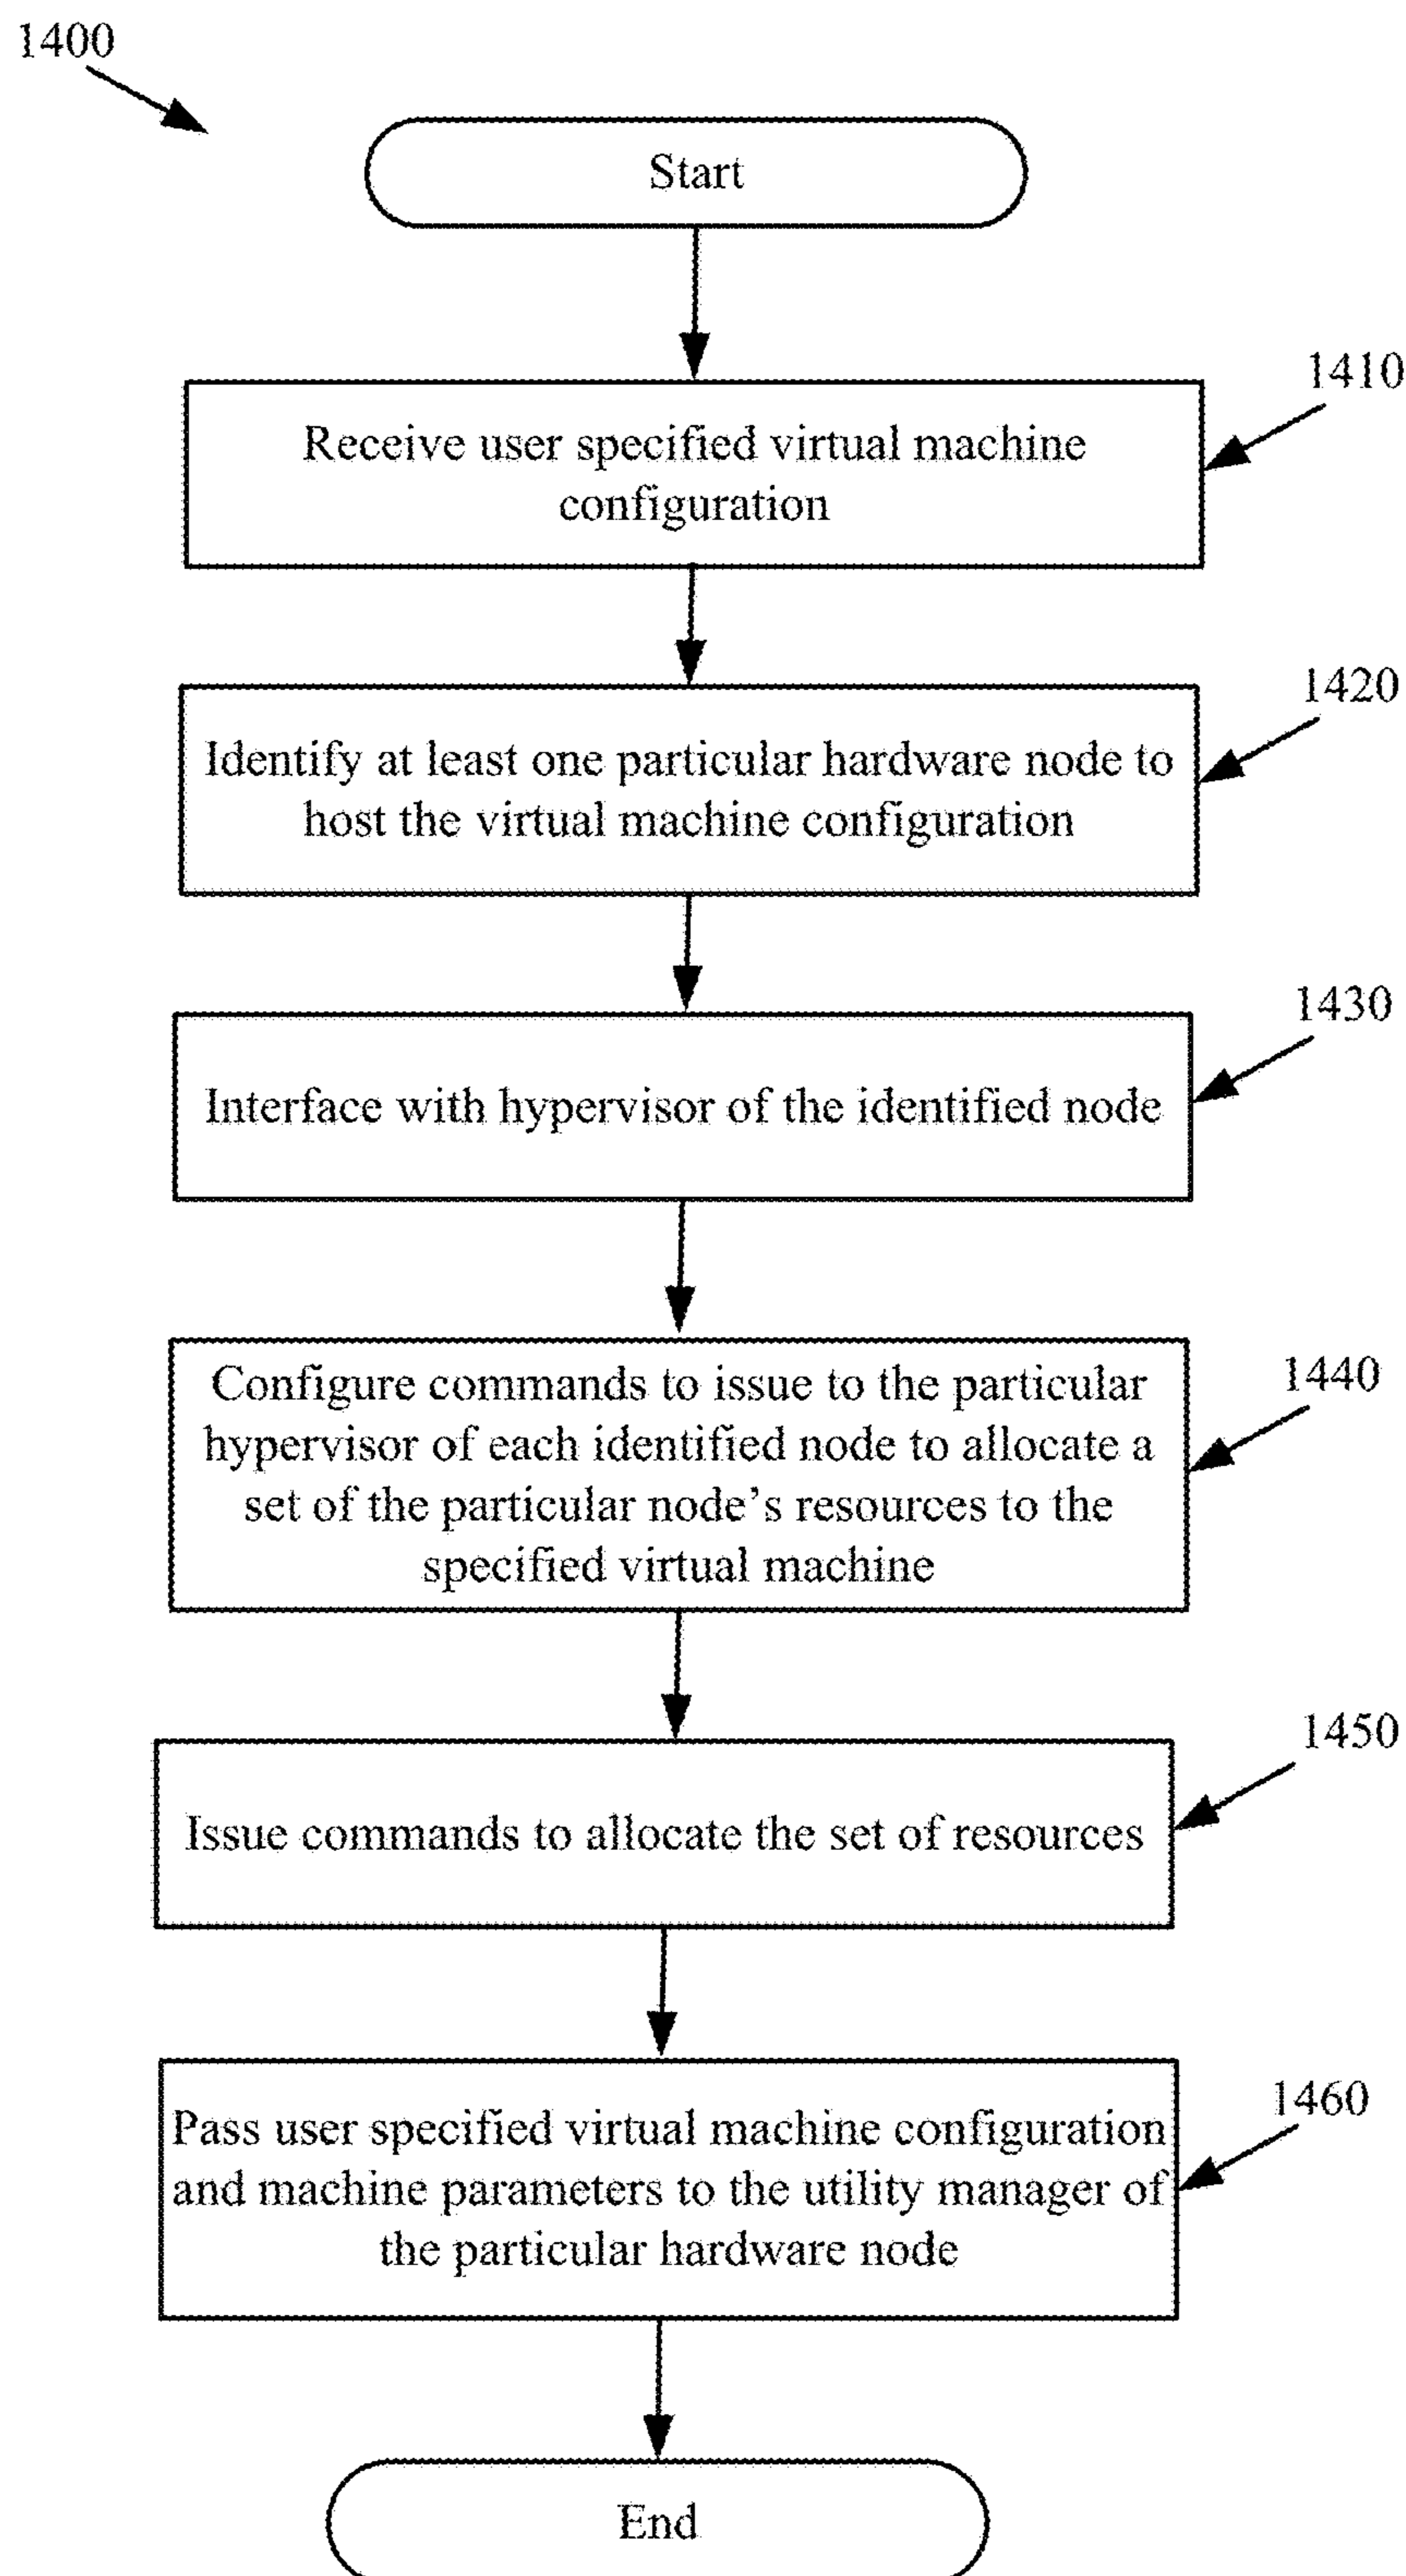 1400
Start
1410
Receive user specified virtual machine
configuration
1420
Identify at least one particular hardware node to
host the virtual machine configuration
1430
Interface with hypervisor of the identified node
1440
Configure commands to issue to the particular
hypervisor of each identified node to allocate a
set of the particular node's resources to the
specified virtual machine
1450
Issue commands to allocate the set of resources
1460
Pass user specified virtual machine configuration
and machine parameters to the utility manager of
the particular hardware node
End